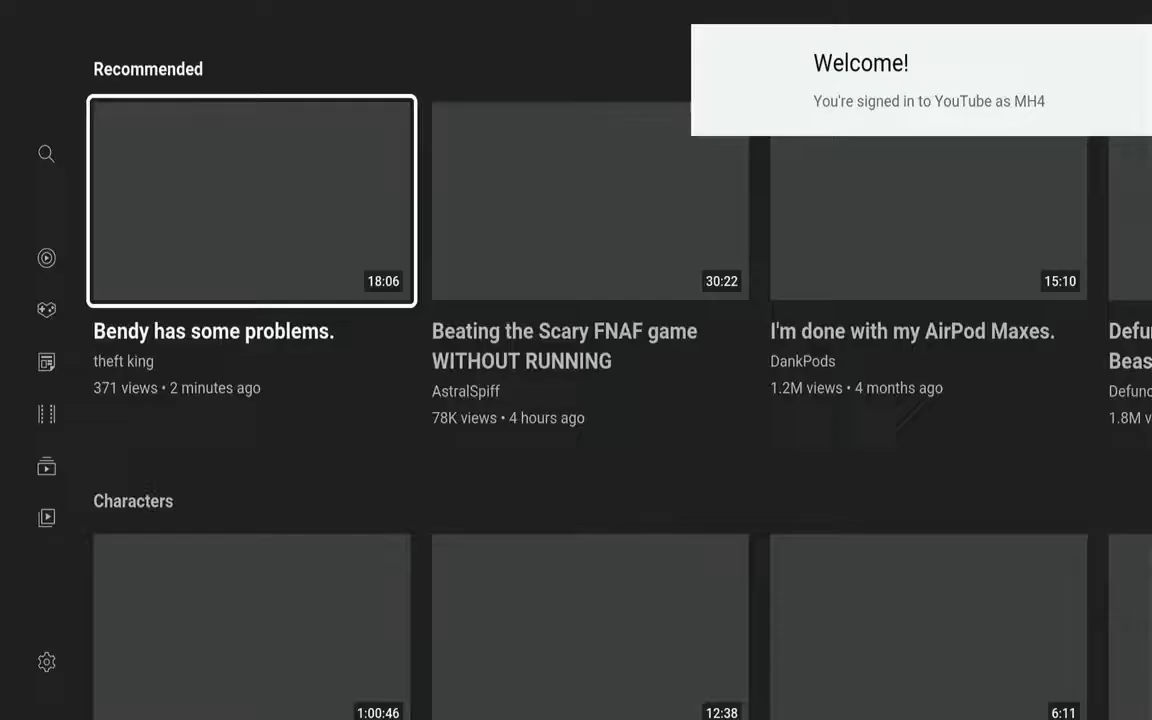 Welcome!
You're signed in to YouTube as MH4
Recommended
18:06
30:22
15:10
Bendy has some problems.
theft king
371 views • 2 minutes ago
Beating the Scary FNAF game
WITHOUT RUNNING
AstralSpiff
78K views • 4 hours ago
I'm done with my AirPod Maxes.
DankPods
1.2M views • 4 months ago
Defu
Beas
Defunc
1.8M v
Characters
1:00:46
12:38
6:11